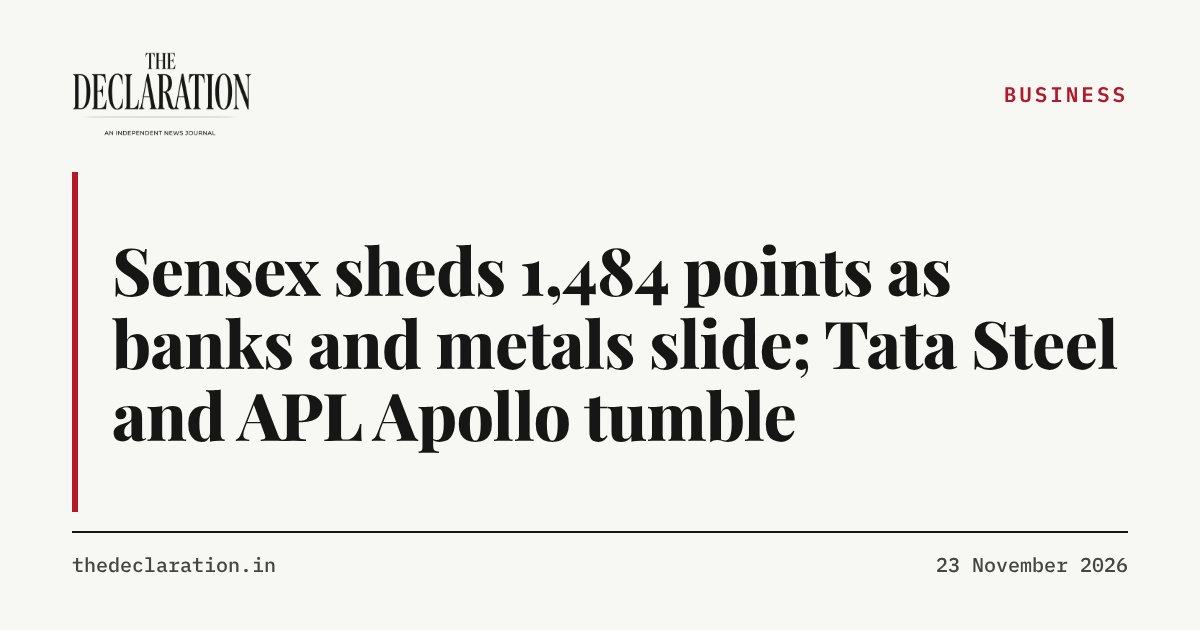 THE
DECLARATION
AN INDEPENDENT NEWS JOURNAL
BUSINESS
Sensex sheds 1,484 points as
banks and metals slide; Tata Steel
and APL Apollo tumble
thedeclaration.in
23 November 2026